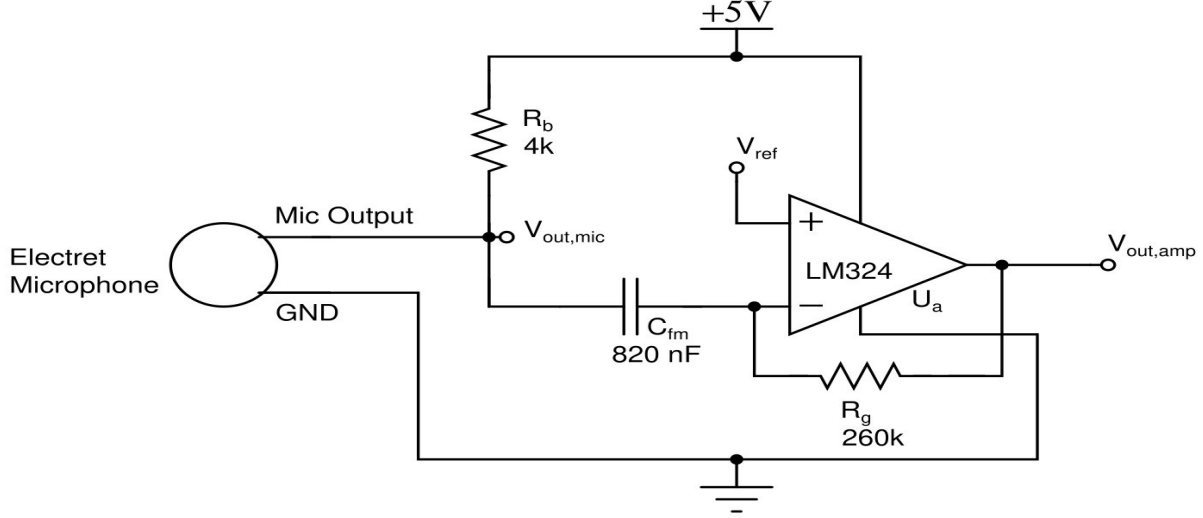 +5V
R_b
4k
V_ref
Mic Output
V_out,mic
+
Electret
Microphone
LM324
V_out,amp
−
U_a
GND
C_fm
820 nF
R_g
260k